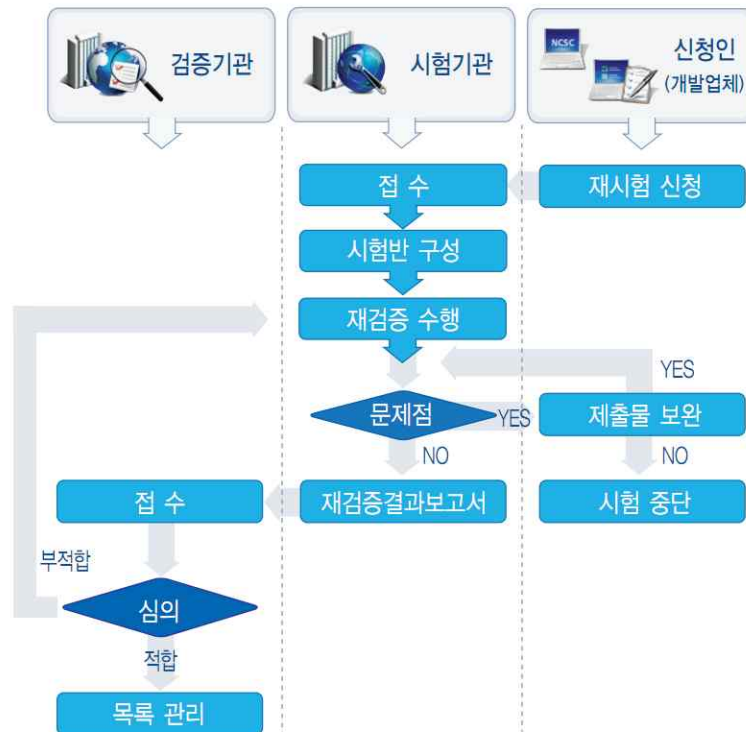 검증기관
시험기관
NCSC
신청인
(개발업체)
접 수
재시험 신청
시험반 구성
재검증 수행
YES
문제점
YES
제출물 보완
NO
NO
접 수
재검증결과보고서
시험 중단
부적합
심의
적합
목록 관리